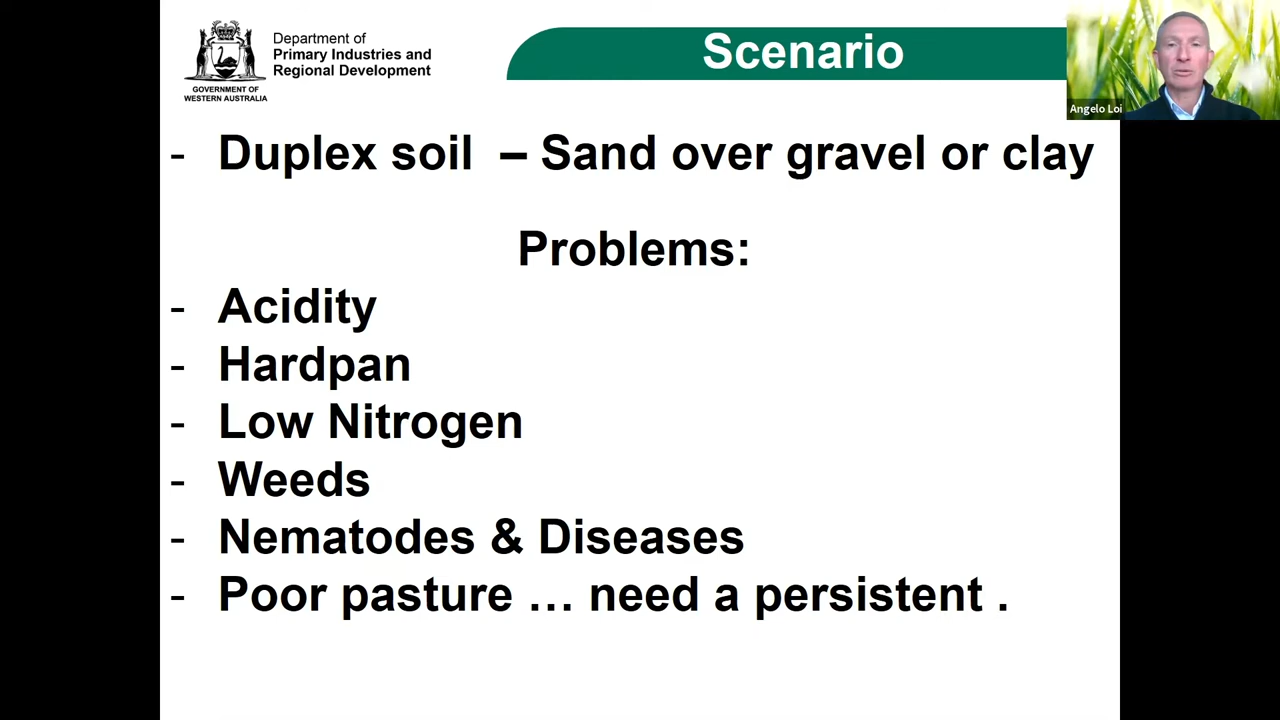 Department of
Primary Industries and
Regional Development
GOVERNMENT OF
WESTERN AUSTRALIA
Scenario
Angelo Loi
- Duplex soil – Sand over gravel or clay
Problems:
- Acidity
- Hardpan
- Low Nitrogen
- Weeds
- Nematodes & Diseases
- Poor pasture … need a persistent .